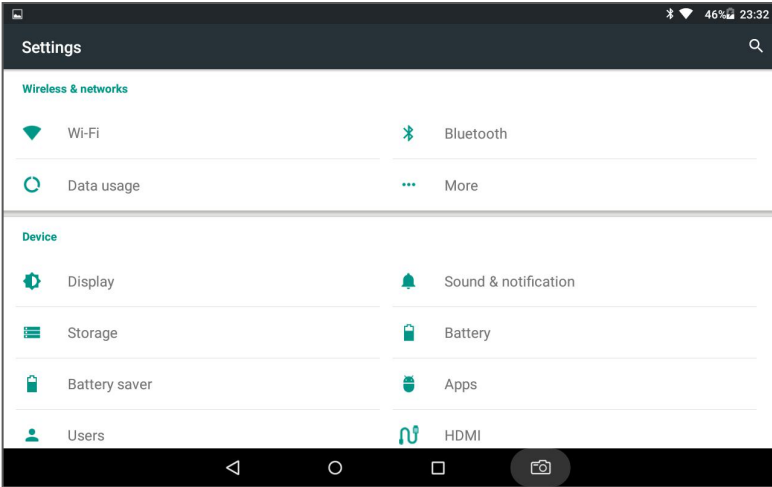 46% 23:32
Settings
Wireless & networks
Wi-Fi Bluetooth
Data usage More
Device
Display Sound & notification
Storage Battery
Battery saver Apps
Users HDMI